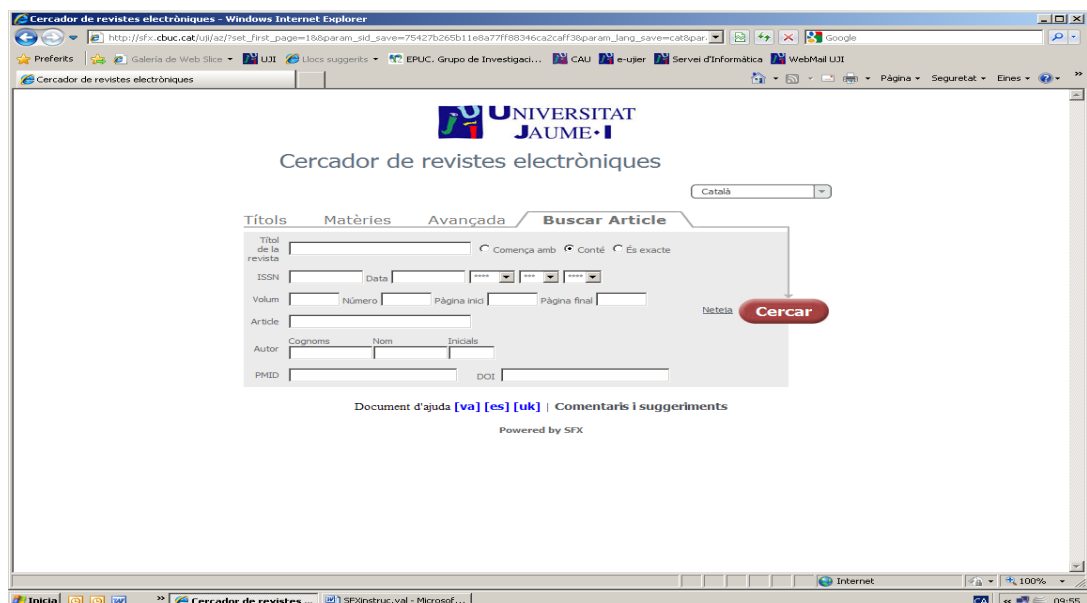 Cercador de revistes electròniques - Windows Internet Explorer
http://sfx.cbuc.cat/uji/az/?set_first_page=1&&param_sid_save=75427b265b11e8a77ff88346ca2caff3&param_lang_save=cat&par
Google
Preferits Galería de Web Slice UJI Llocs suggerits EPUC. Grupo de Investigaci... CAU e-ujier Servei d'Informática WebMail UJI
Cercador de revistes electròniques Página Seguretat Eines »
UNIVERSITAT
JAUME·I
Cercador de revistes electròniques
Català
Títols Matèries Avançada Buscar Article
Títol
de la
revista
Comença amb Conté És exacte
ISSN Data **** *** ****
Volum Número Pàgina inici Pàgina final
Neteja Cercar
Article
Cognoms Nom Inicials
Autor
PMID DOI
Document d'ajuda [va] [es] [uk] | Comentaris i suggeriments
Powered by SFX
Internet 100%
Inicia » Cercador de revistes ... SFXinstruc.val - Microsof... CA « 09:55